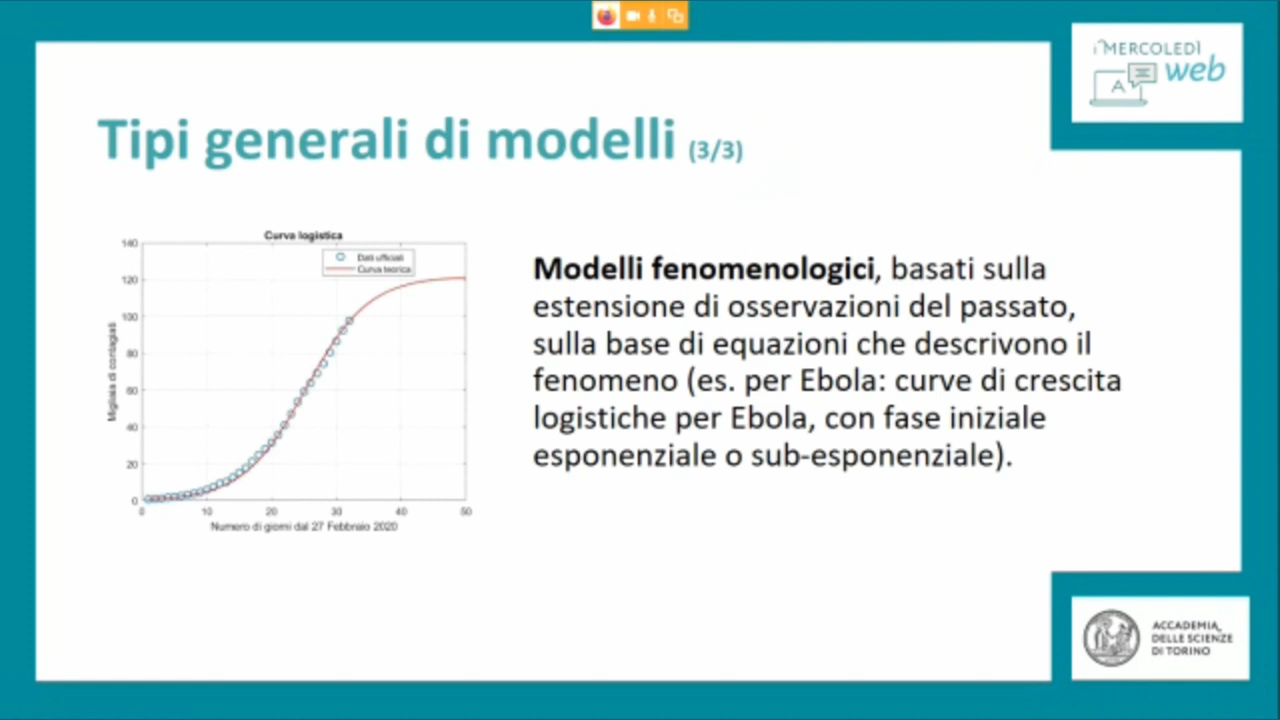 i MERCOLEDÌ
web
A
Tipi generali di modelli (3/3)
Curva logistica
140
120
100
80
60
40
20
0
Dati ufficiali
Curva teorica
Migliaia di contagiati
0 10 20 30 40 50
Numero di giorni dal 27 Febbraio 2020
Modelli fenomenologici, basati sulla
estensione di osservazioni del passato,
sulla base di equazioni che descrivono il
fenomeno (es. per Ebola: curve di crescita
logistiche per Ebola, con fase iniziale
esponenziale o sub-esponenziale).
ACCADEMIA
DELLE SCIENZE
DI TORINO